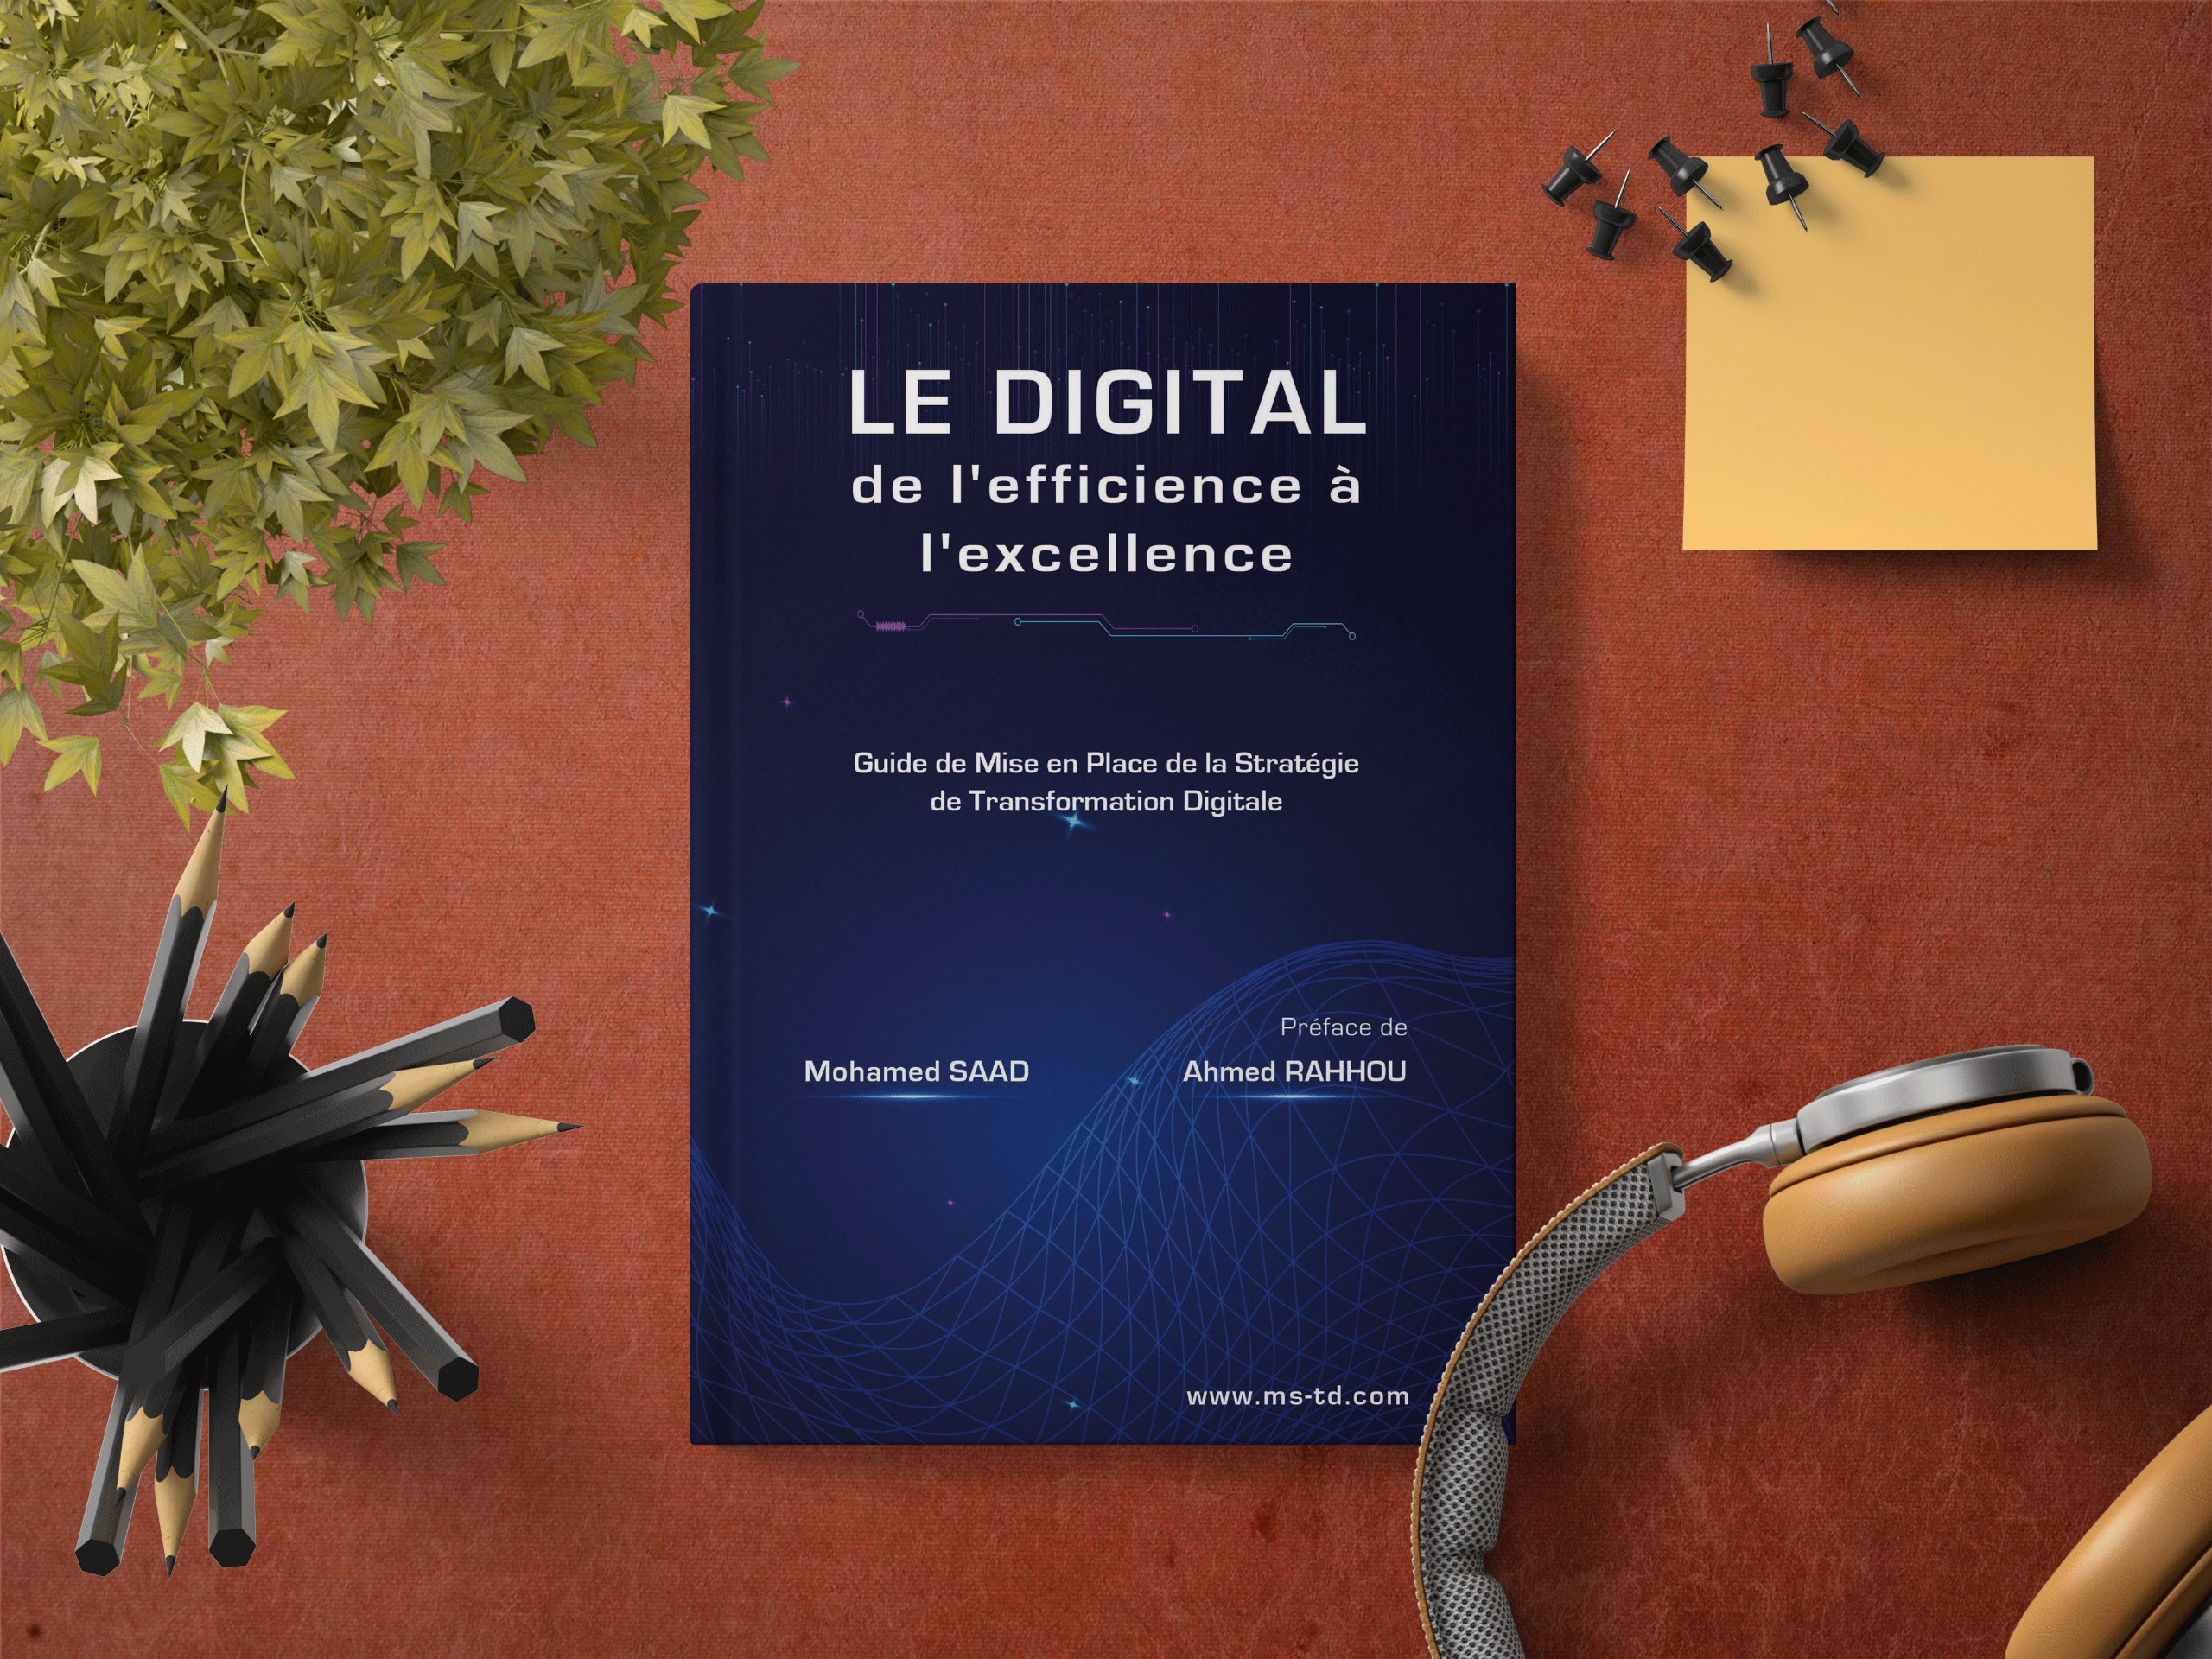 LE DIGITAL
de l'efficience à
l'excellence
Guide de Mise en Place de la Stratégie
de Transformation Digitale
Préface de
Mohamed SAAD
Ahmed RAHHOU
www.ms-td.com